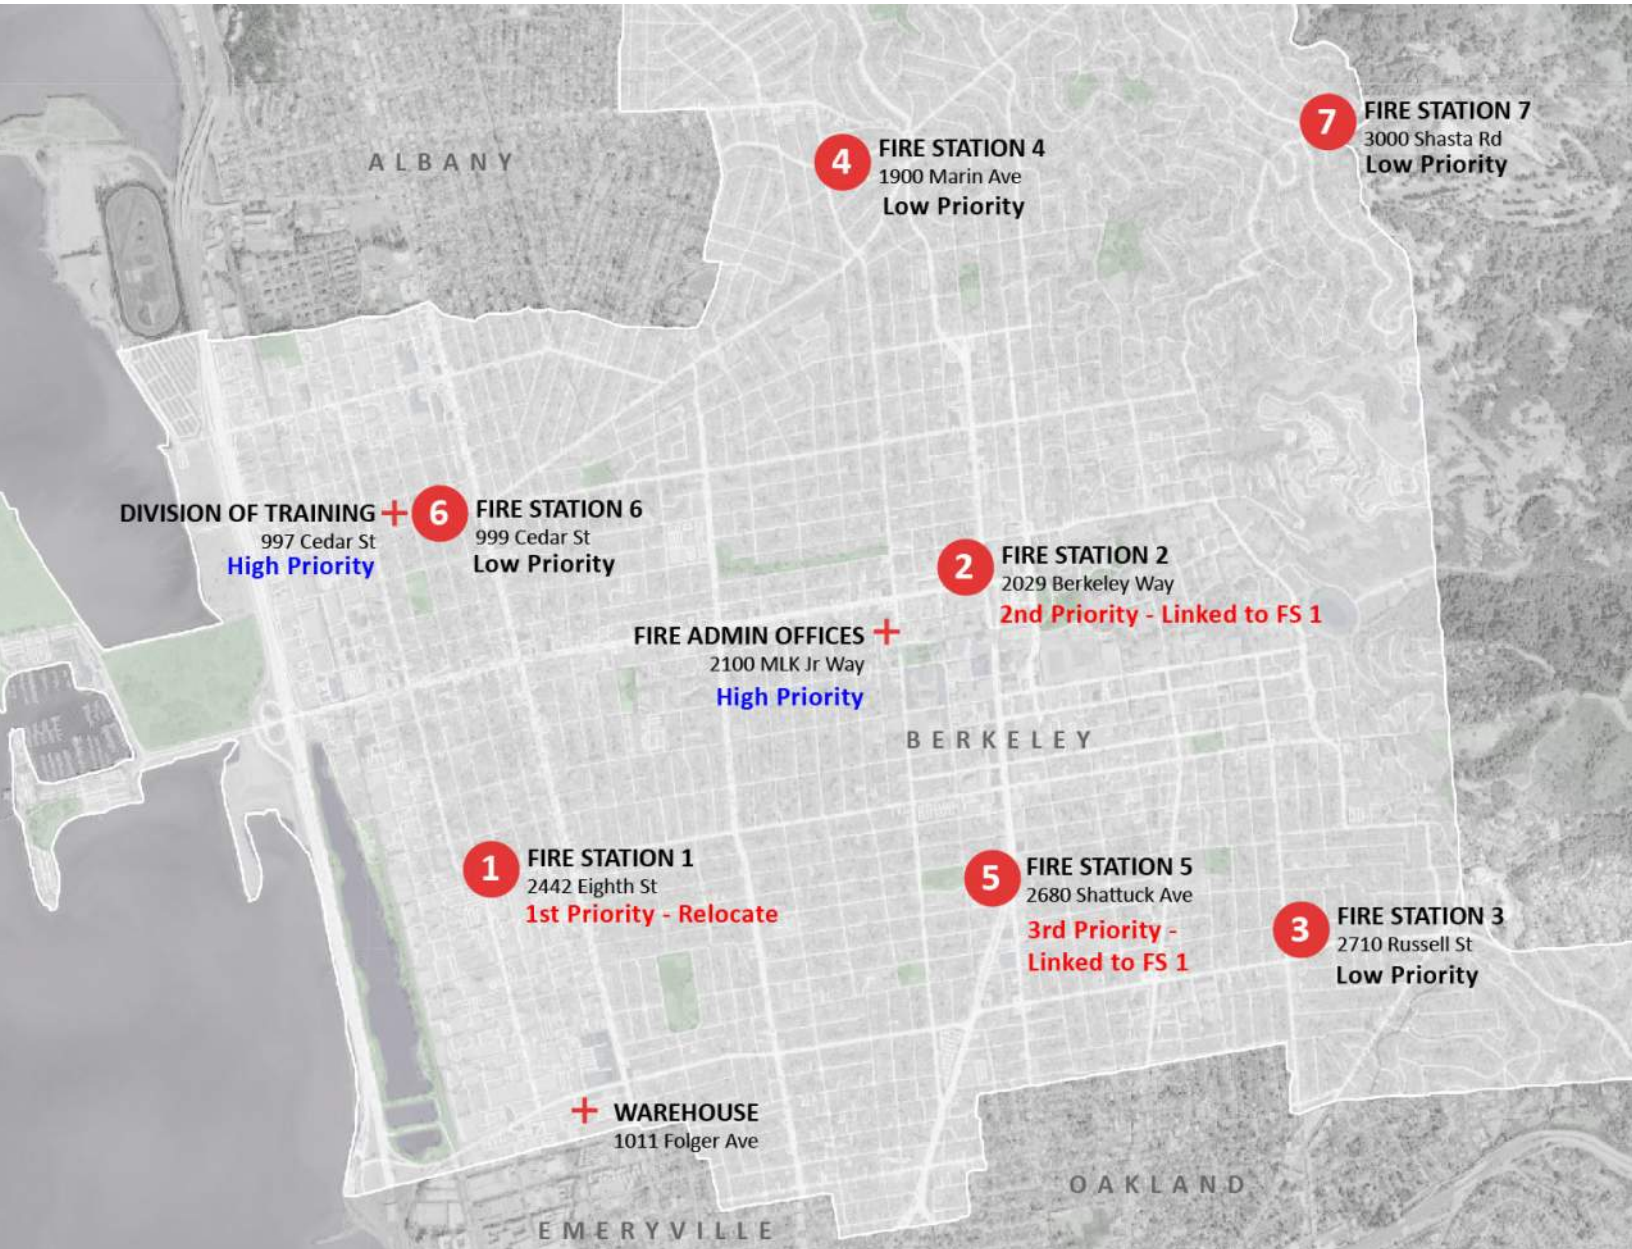 7
FIRE STATION 7
3000 Shasta Rd
Low Priority
4
FIRE STATION 4
1900 Marin Ave
Low Priority
ALBANY
DIVISION OF TRAINING
997 Cedar St
High Priority
6
FIRE STATION 6
999 Cedar St
Low Priority
2
FIRE STATION 2
2029 Berkeley Way
2nd Priority - Linked to FS 1
FIRE ADMIN OFFICES
2100 MLK Jr Way
High Priority
BERKELEY
1
FIRE STATION 1
2442 Eighth St
1st Priority - Relocate
5
FIRE STATION 5
2680 Shattuck Ave
3rd Priority -
Linked to FS 1
3
FIRE STATION 3
2710 Russell St
Low Priority
WAREHOUSE
1011 Folger Ave
OAKLAND
EMERYVILLE